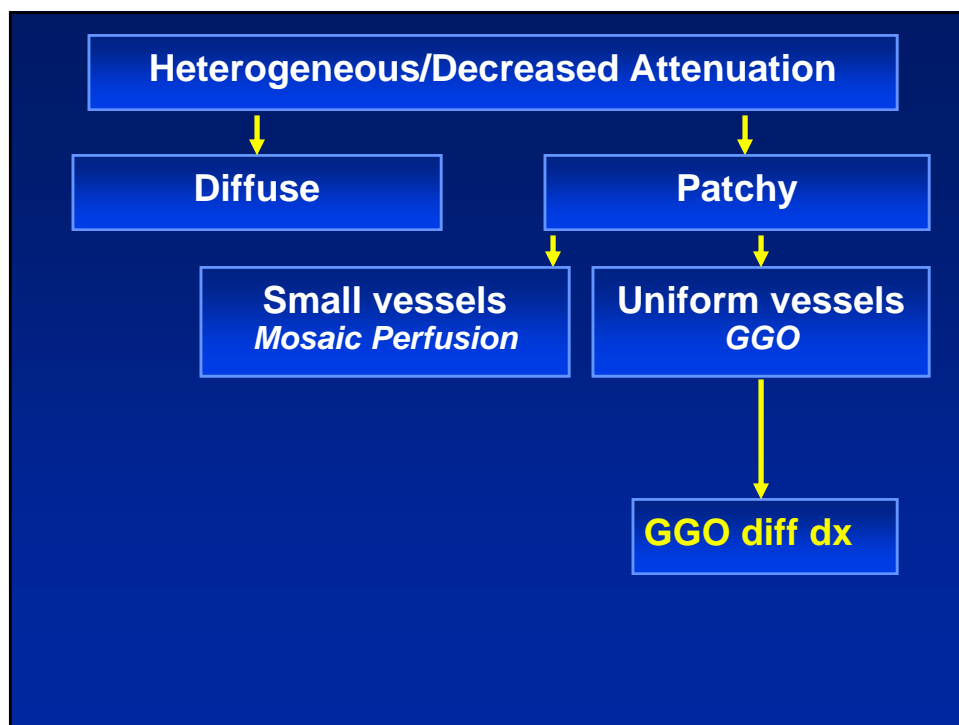 Heterogeneous/Decreased Attenuation
Diffuse
Patchy
Small vessels
Mosaic Perfusion
Uniform vessels
GGO
GGO diff dx